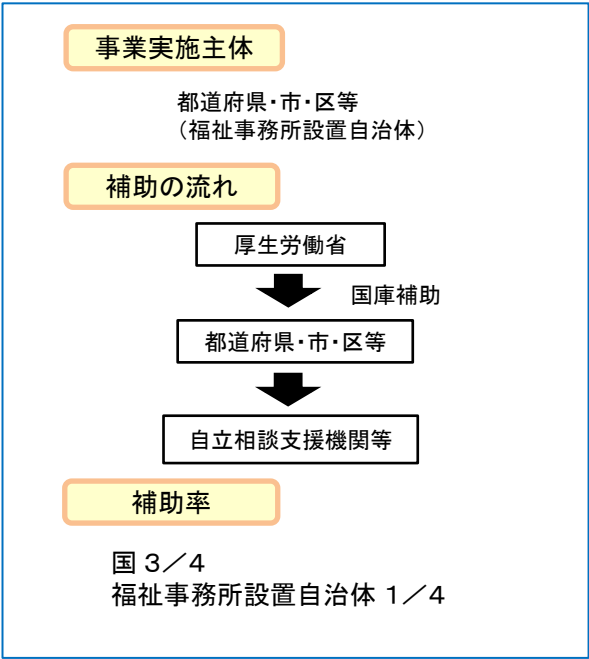 事業実施主体
都道府県・市・区等
（福祉事務所設置自治体）
補助の流れ
厚生労働省
国庫補助
都道府県・市・区等
自立相談支援機関等
補助率
国 ３／４
福祉事務所設置自治体 １／４